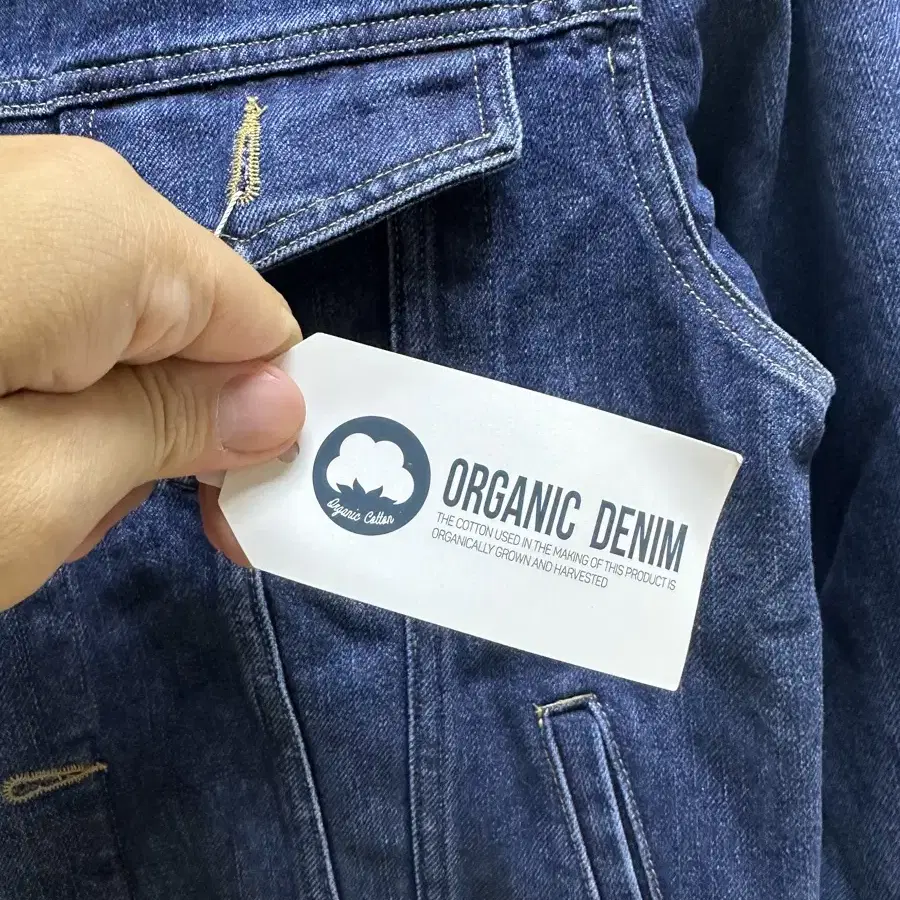 Organic Cotton
ORGANIC DENIM
THE COTTON USED IN THE MAKING OF THIS PRODUCT IS
ORGANICALLY GROWN AND HARVESTED